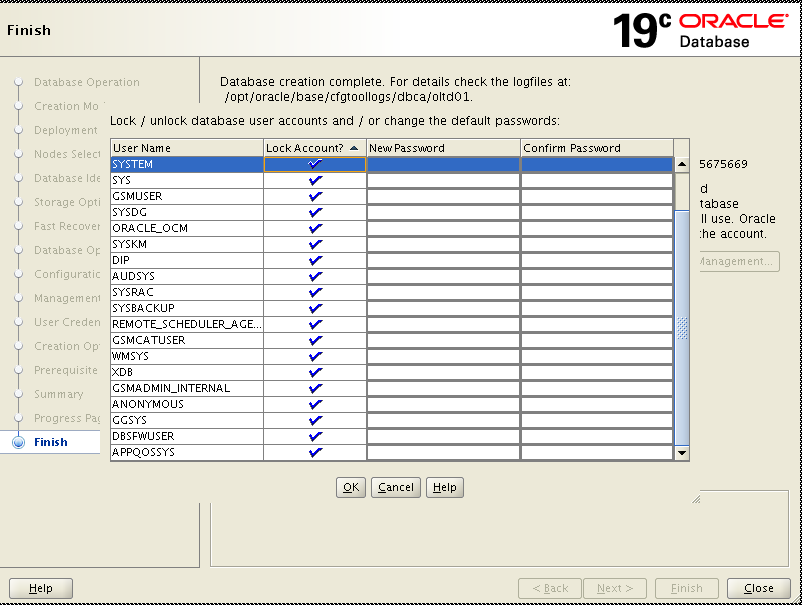 Finish
19c ORACLE
Database
Database Operation
Creation Mo
Deployment
Nodes Select
Database Ide
Storage Opti
Fast Recover
Database Op
Configuratio
Management
User Creden
Creation Opt
Prerequisite
Summary
Progress Pag
Finish
Database creation complete. For details check the logfiles at:
/opt/oracle/base/cfgtoollogs/dbca/oltd01.
Lock / unlock database user accounts and / or change the default passwords:
User Name Lock Account? New Password Confirm Password
SYSTEM
SYS
GSMUSER
SYSDG
ORACLE_OCM
SYSKM
DIP
AUDSYS
SYSRAC
SYSBACKUP
REMOTE_SCHEDULER_AGE...
GSMCATUSER
WMSYS
XDB
GSMADMIN_INTERNAL
ANONYMOUS
GGSYS
DBSFWUSER
APPQOSSYS
5675669
d
tabase
ll use. Oracle
the account.
Management...
OK Cancel Help
Help < Back Next > Finish Close